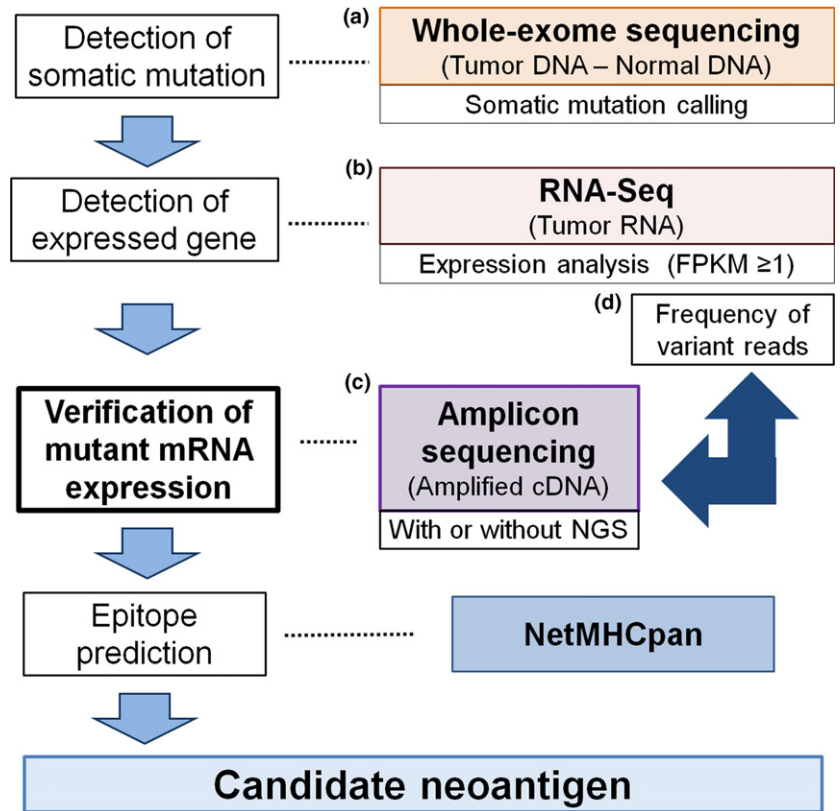 Detection of
somatic mutation
(a)
Whole-exome sequencing
(Tumor DNA – Normal DNA)
Somatic mutation calling
Detection of
expressed gene
(b)
RNA-Seq
(Tumor RNA)
Expression analysis (FPKM ≥1)
(d)
Frequency of
variant reads
Verification of
mutant mRNA
expression
(c)
Amplicon
sequencing
(Amplified cDNA)
With or without NGS
Epitope
prediction
NetMHCpan
Candidate neoantigen